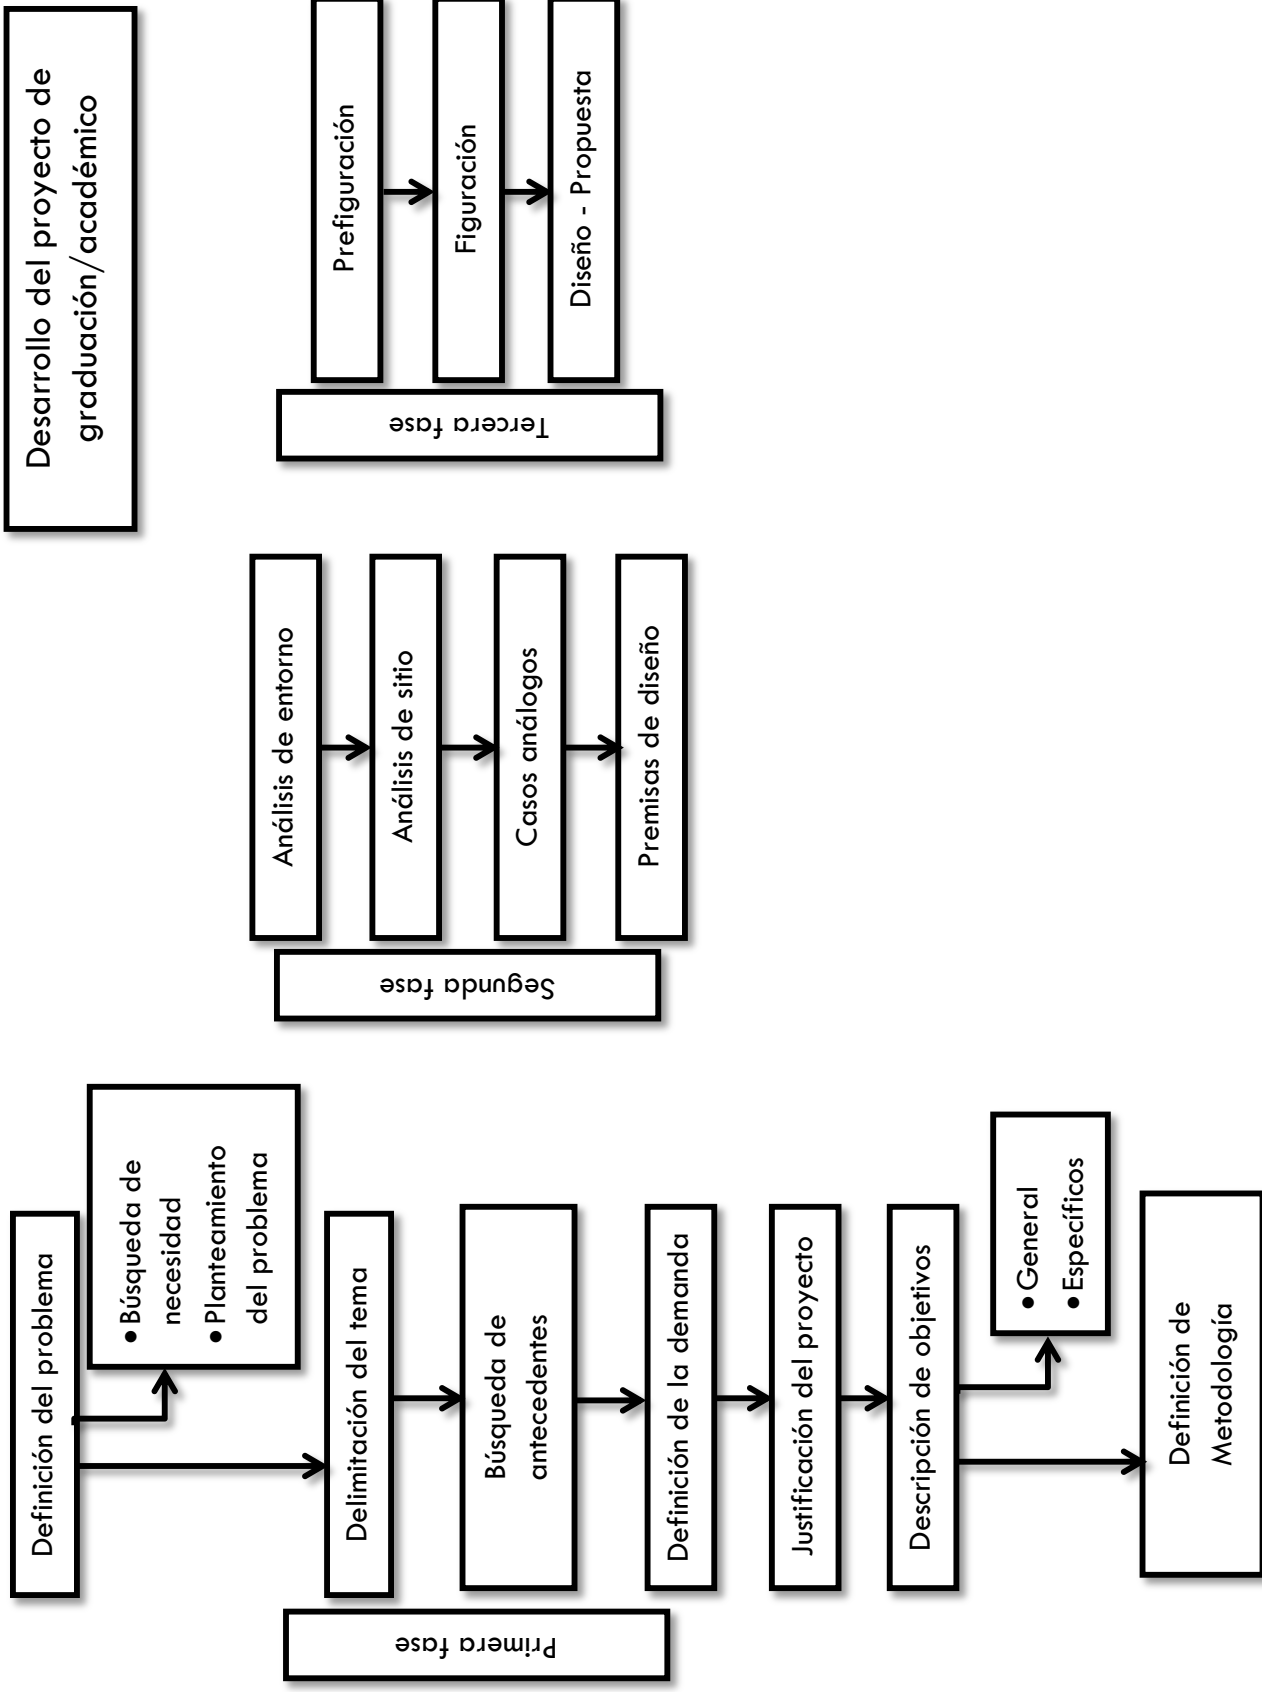 Desarrollo del proyecto de
graduación/académico
Primera fase
Definición del problema
• Búsqueda de
necesidad
• Planteamiento
del problema
Delimitación del tema
Búsqueda de
antecedentes
Definición de la demanda
Justificación del proyecto
Descripción de objetivos
• General
• Específicos
Definición de
Metodología
Segunda fase
Análisis de entorno
Análisis de sitio
Casos análogos
Premisas de diseño
Tercera fase
Prefiguración
Figuración
Diseño - Propuesta